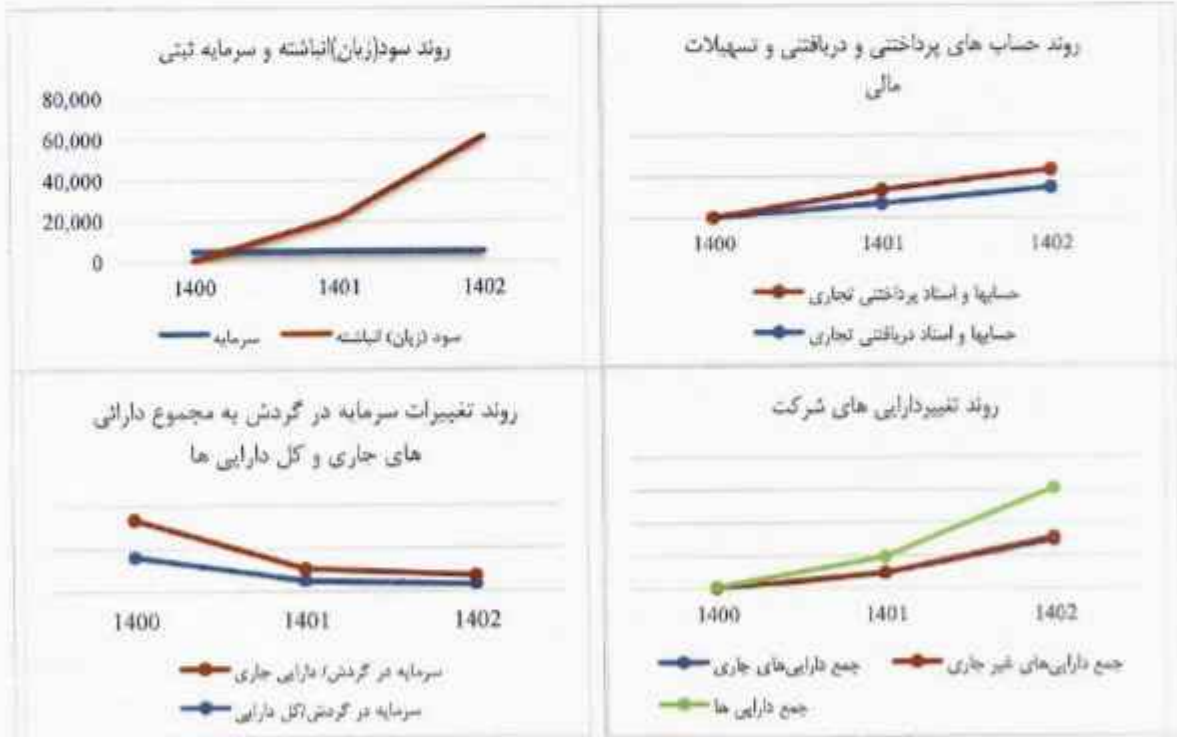 روند سود(زیان)انباشته و سرمایه ثبتی
80,000
60,000
40,000
20,000
0
1400 1401 1402
سرمایه سود (زیان) انباشته
روند حساب های پرداختنی و دریافتنی و تسهیلات
مالی
1400 1401 1402
حسابها و اسناد پرداختنی تجاری
حسابها و اسناد دریافتنی تجاری
روند تغییرات سرمایه در گردش به مجموع دارائی
های جاری و کل دارایی ها
1400 1401 1402
سرمایه در گردش/ دارایی جاری
سرمایه در گردش/کل دارایی
روند تغییردارایی های شرکت
1400 1401 1402
جمع دارایی‌های جاری جمع دارایی‌های غیر جاری
جمع دارایی ها